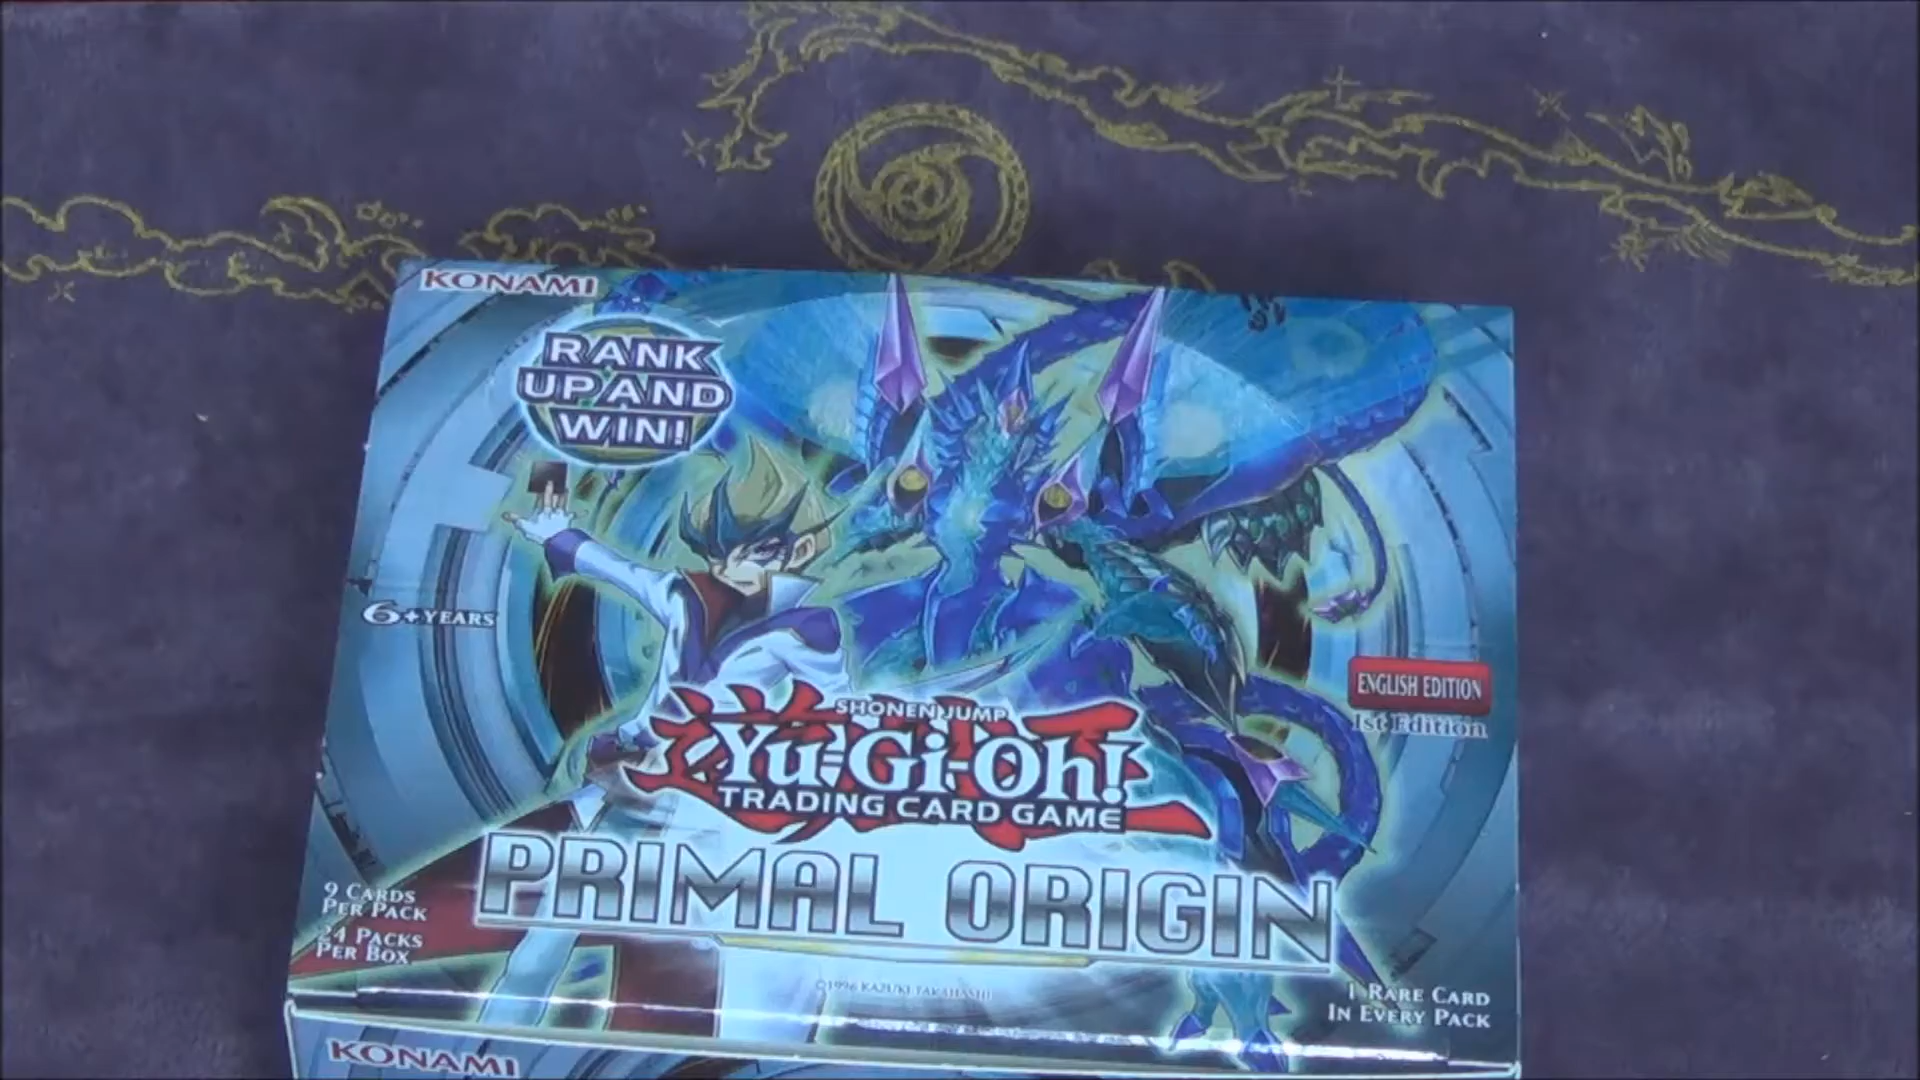 KONAMI
RANK
UP AND
WIN!
6+ YEARS
ENGLISH EDITION
1st Edition
SHONEN JUMP
Yu-Gi-Oh!
TRADING CARD GAME
PRIMAL ORIGIN
9 CARDS
PER PACK
24 PACKS
PER BOX
©1996 KAZUKI TAKAHASHI
1 RARE CARD
IN EVERY PACK
KONAMI